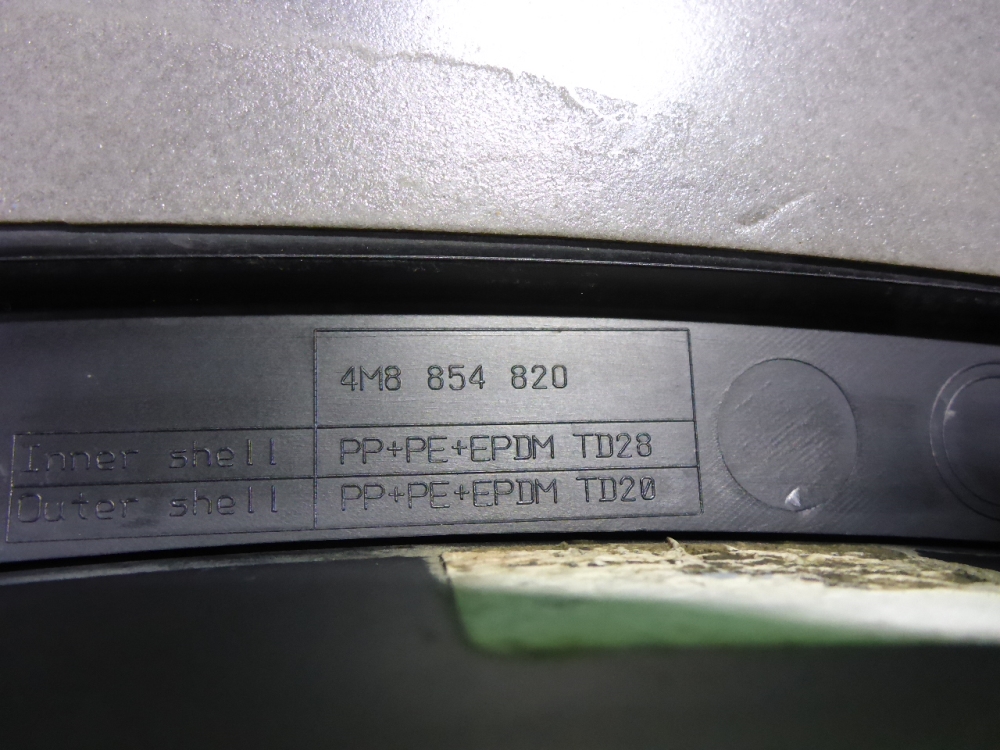 4M8 854 820
Inner shell PP+PE+EPDM TD28
Outer shell PP+PE+EPDM TD20